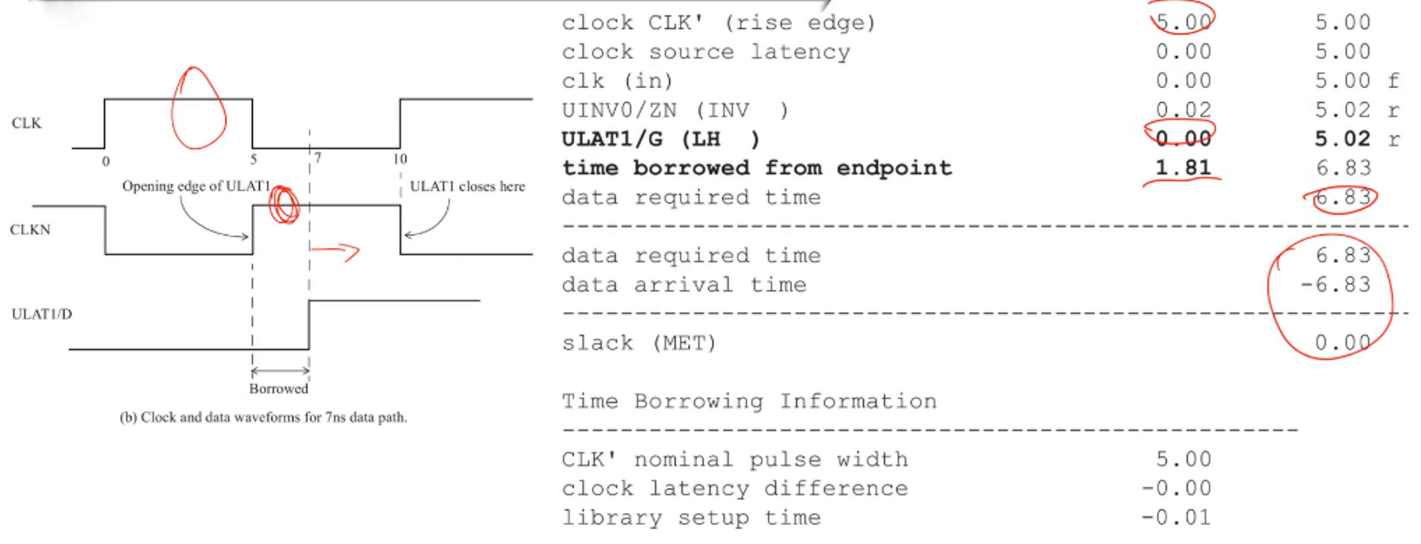 CLK
0 5 7 10
Opening edge of ULAT1 ULAT1 closes here
CLKN
ULAT1/D
Borrowed
(b) Clock and data waveforms for 7ns data path.
clock CLK' (rise edge) 5.00 5.00
clock source latency 0.00 5.00
clk (in) 0.00 5.00 f
UINV0/ZN (INV ) 0.02 5.02 r
ULAT1/G (LH ) 0.00 5.02 r
time borrowed from endpoint 1.81 6.83
data required time 6.83
data required time 6.83
data arrival time -6.83
slack (MET) 0.00
Time Borrowing Information
CLK' nominal pulse width 5.00
clock latency difference -0.00
library setup time -0.01